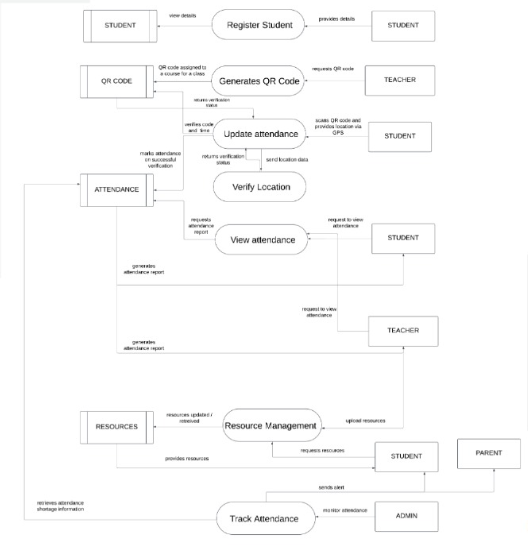 view details
provides details
STUDENT
Register Student
STUDENT
QR code assigned to
a course for a class
requests QR code
QR CODE
Generates QR Code
TEACHER
returns verification
status
scans QR code and
provides location via
GPS
verifies code
and time
Update attendance
STUDENT
marks attendance
on successful
verification
returns verification
status
send location data
ATTENDANCE
Verify Location
requests
attendance
report
request to view
attendance
View attendance
STUDENT
generates
attendance report
request to view
attendance
TEACHER
generates
attendance report
resources updated /
retrieved
upload resources
RESOURCES
Resource Management
requests resources
provides resources
STUDENT
PARENT
sends alert
retrieves attendance
shortage information
monitor attendance
Track Attendance
ADMIN